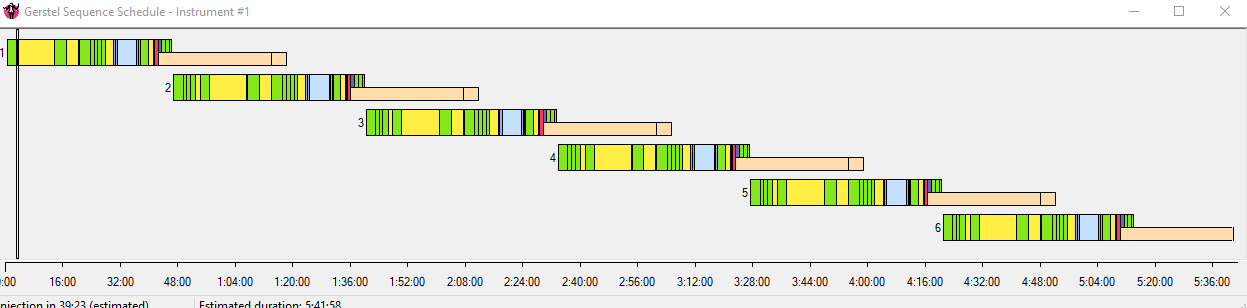 Gerstel Sequence Schedule - Instrument #1
1
2
3
4
5
6
0:00 16:00 32:00 48:00 1:04:00 1:20:00 1:36:00 1:52:00 2:08:00 2:24:00 2:40:00 2:56:00 3:12:00 3:28:00 3:44:00 4:00:00 4:16:00 4:32:00 4:48:00 5:04:00 5:20:00 5:36:00
njection in 39:23 (estimated) Estimated duration: 5:41:58